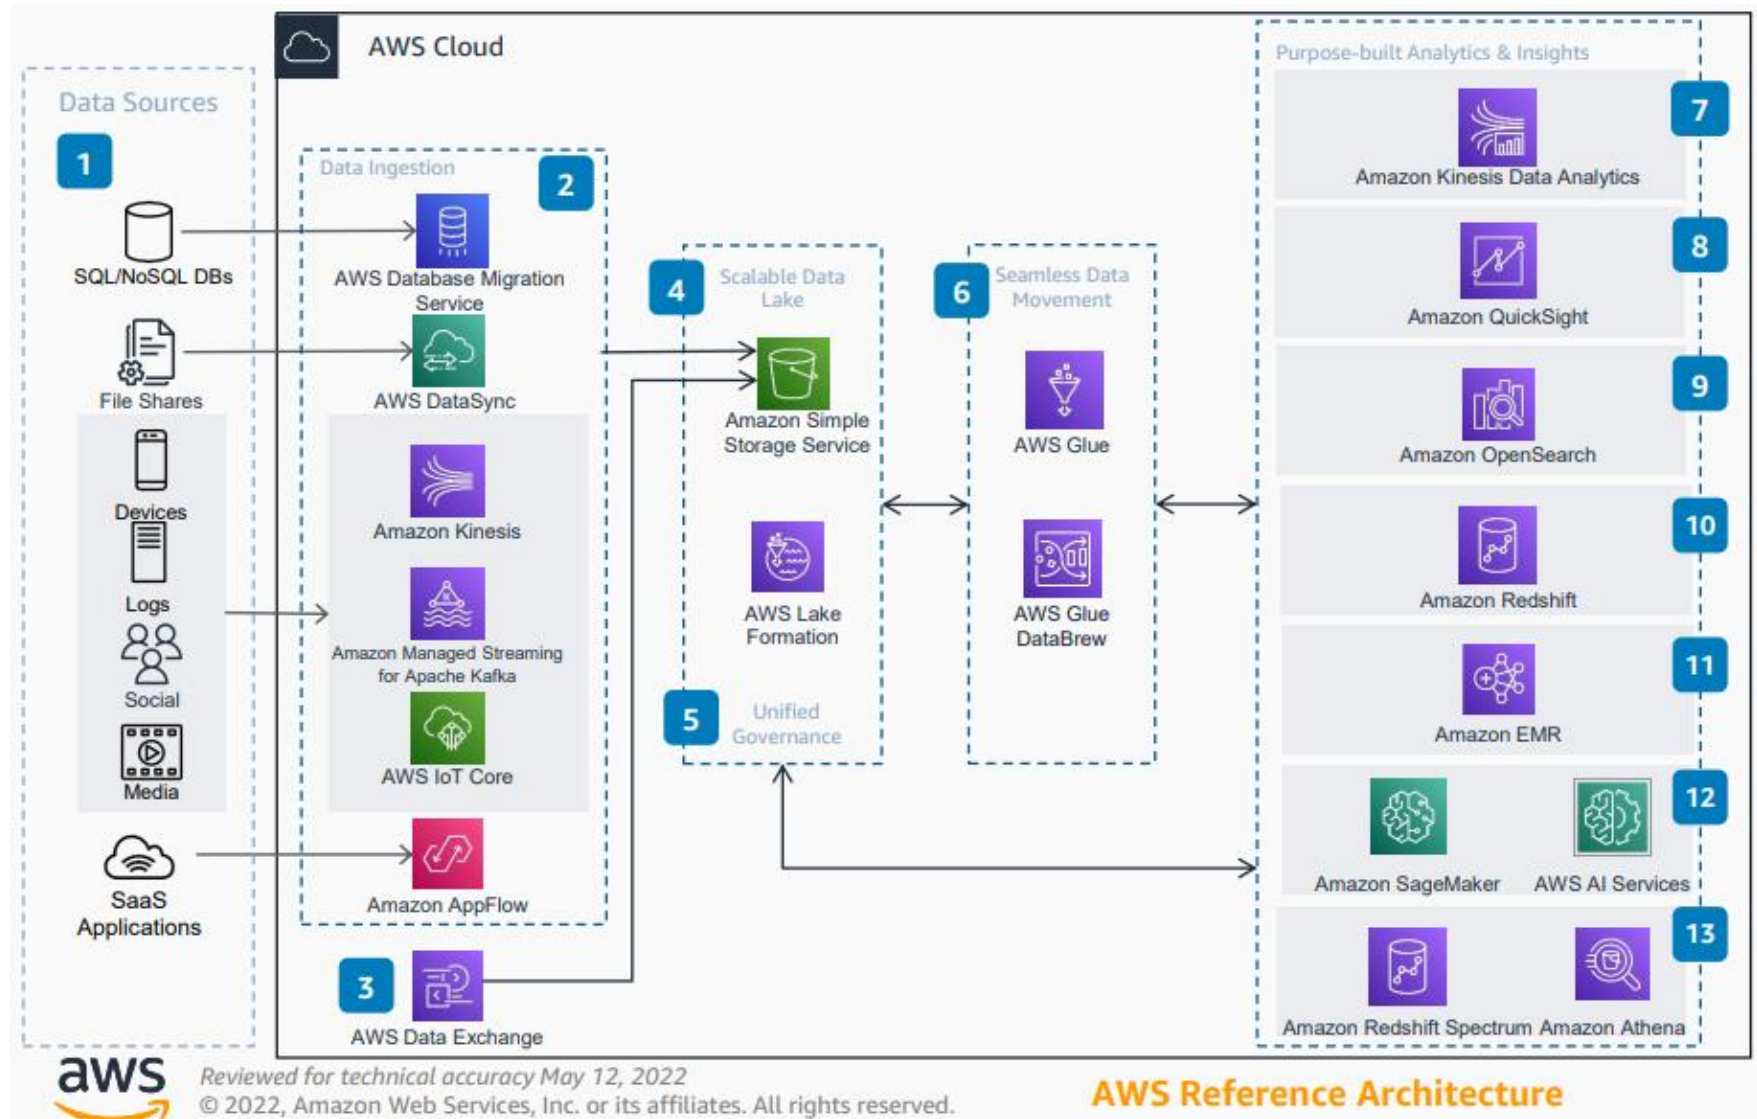 AWS Cloud
Data Sources
1
SQL/NoSQL DBs
File Shares
Devices
Logs
Social
Media
SaaS
Applications
Data Ingestion
2
AWS Database Migration
Service
AWS DataSync
Amazon Kinesis
Amazon Managed Streaming
for Apache Kafka
AWS IoT Core
Amazon AppFlow
3
AWS Data Exchange
4
Scalable Data
Lake
Amazon Simple
Storage Service
AWS Lake
Formation
5
Unified
Governance
6
Seamless Data
Movement
AWS Glue
AWS Glue
DataBrew
Purpose-built Analytics & Insights
7
Amazon Kinesis Data Analytics
8
Amazon QuickSight
9
Amazon OpenSearch
10
Amazon Redshift
11
Amazon EMR
12
Amazon SageMaker
AWS AI Services
13
Amazon Redshift Spectrum
Amazon Athena
aws
Reviewed for technical accuracy May 12, 2022
© 2022, Amazon Web Services, Inc. or its affiliates. All rights reserved.
AWS Reference Architecture